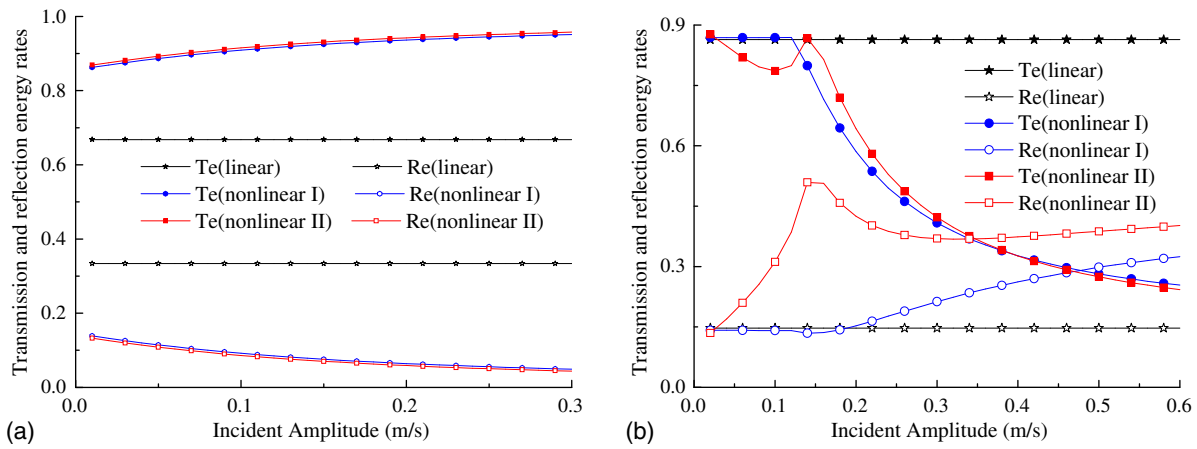 Transmission and reflection energy rates
1.0
0.8
0.6
0.4
0.2
0.0
Te(linear) Re(linear)
Te(nonlinear I) Re(nonlinear I)
Te(nonlinear II) Re(nonlinear II)
0.0 0.1 0.2 0.3
Incident Amplitude (m/s)
(a)
Transmission and reflection energy rates
0.9
0.6
0.3
0.0
Te(linear)
Re(linear)
Te(nonlinear I)
Re(nonlinear I)
Te(nonlinear II)
Re(nonlinear II)
0.0 0.1 0.2 0.3 0.4 0.5 0.6
Incident Amplitude (m/s)
(b)